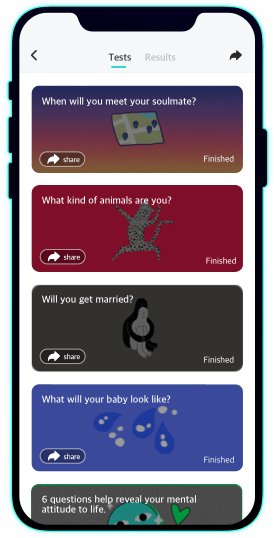 Tests Results
When will you meet your soulmate?
share
Finished
What kind of animals are you?
share
Finished
Will you get married?
share
Finished
What will your baby look like?
share
Finished
6 questions help reveal your mental
attitude to life.